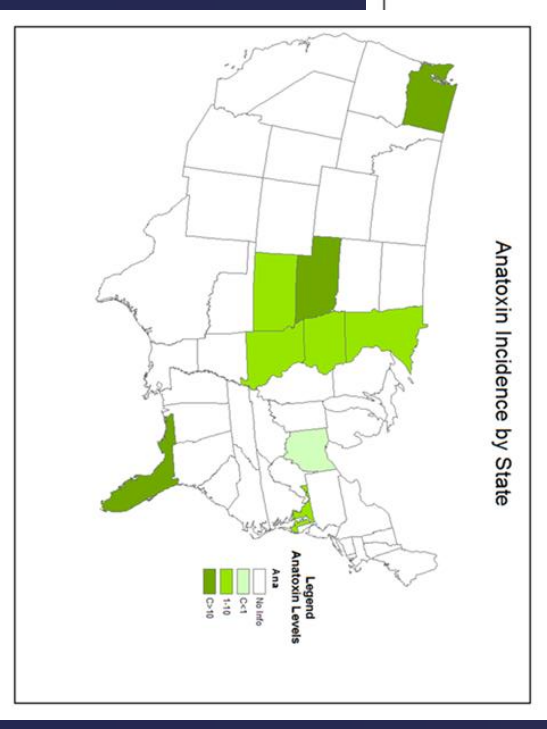 Anatoxin Incidence by State
Legend
Anatoxin Levels
Ana
No Info
C<1
1-10
C>10